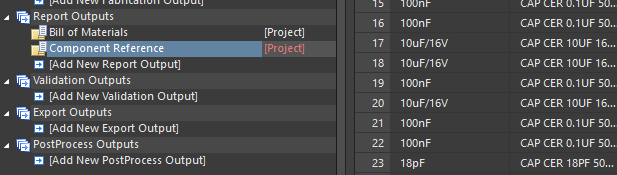 [Add New Fabrication Output]
Report Outputs
Bill of Materials [Project]
Component Reference [Project]
[Add New Report Output]
Validation Outputs
[Add New Validation Output]
Export Outputs
[Add New Export Output]
PostProcess Outputs
[Add New PostProcess Output]
15 100nF CAP CER 0.1UF 50...
16 100nF CAP CER 0.1UF 50...
17 10uF/16V CAP CER 10UF 16...
18 10uF/16V CAP CER 10UF 16...
19 100nF CAP CER 0.1UF 50...
20 10uF/16V CAP CER 10UF 16...
21 100nF CAP CER 0.1UF 50...
22 100nF CAP CER 0.1UF 50...
23 18pF CAP CER 18PF 50...